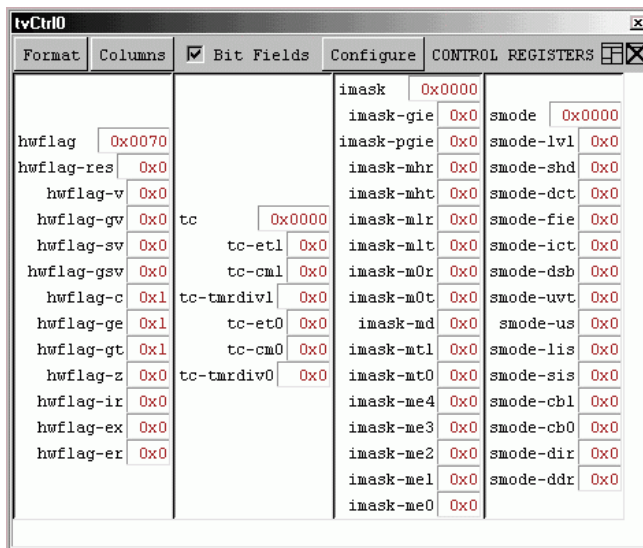 tvCtrl0
Format Columns Bit Fields Configure CONTROL REGISTERS
hwflag 0x0070
hwflag-res 0x0
hwflag-v 0x0
hwflag-gv 0x0
hwflag-sv 0x0
hwflag-gsv 0x0
hwflag-c 0x1
hwflag-ge 0x1
hwflag-gt 0x1
hwflag-z 0x0
hwflag-ir 0x0
hwflag-ex 0x0
hwflag-er 0x0
tc 0x0000
tc-et1 0x0
tc-cm1 0x0
tc-tmrdiv1 0x0
tc-et0 0x0
tc-cm0 0x0
tc-tmrdiv0 0x0
imask 0x0000
imask-gie 0x0
imask-pgie 0x0
imask-mhr 0x0
imask-mht 0x0
imask-mlr 0x0
imask-mlt 0x0
imask-m0r 0x0
imask-m0t 0x0
imask-md 0x0
imask-mt1 0x0
imask-mt0 0x0
imask-me4 0x0
imask-me3 0x0
imask-me2 0x0
imask-me1 0x0
imask-me0 0x0
smode 0x0000
smode-lvl 0x0
smode-shd 0x0
smode-dct 0x0
smode-fie 0x0
smode-ict 0x0
smode-dsb 0x0
smode-uvt 0x0
smode-us 0x0
smode-lis 0x0
smode-sis 0x0
smode-cb1 0x0
smode-cb0 0x0
smode-dir 0x0
smode-ddr 0x0